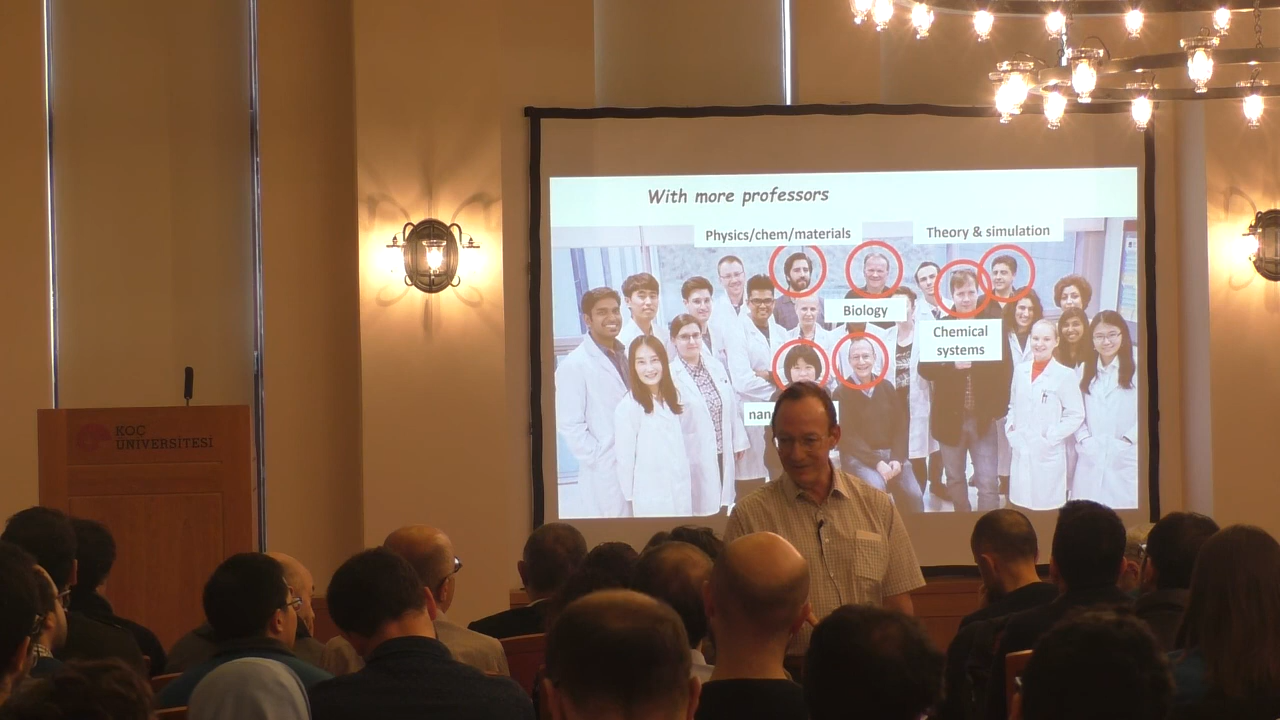 With more professors
Physics/chem/materials
Theory & simulation
Biology
Chemical
systems
KOÇ
ÜNİVERSİTESİ